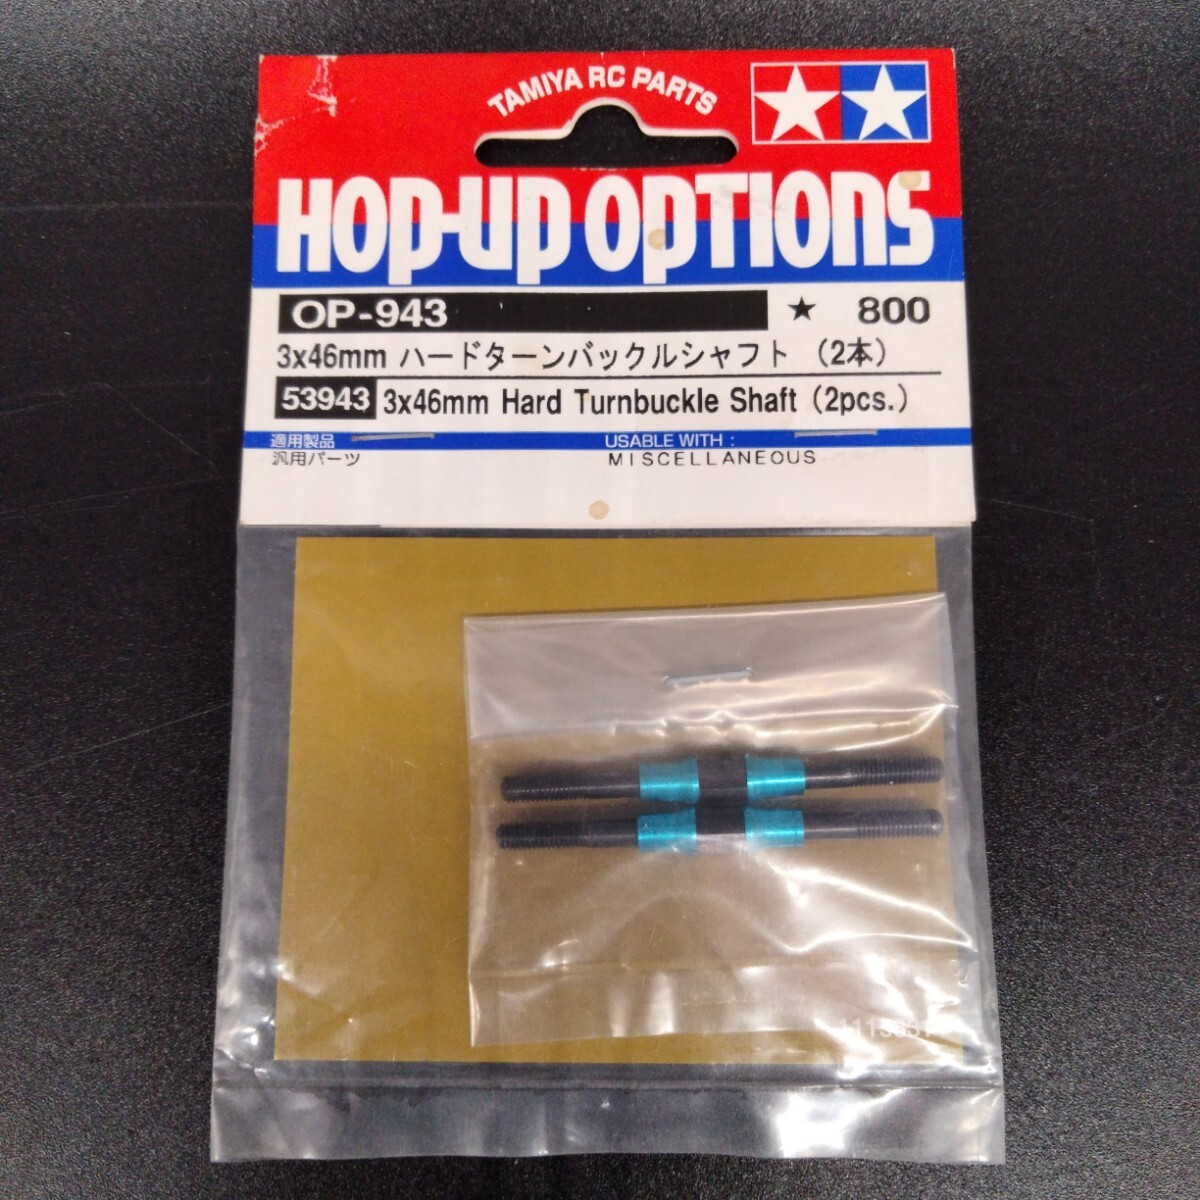 TAMIYA RC PARTS
HOP-UP OPTIONS
OP-943 ★ 800
3x46mm ハードターンバックルシャフト (2本)
53943 3x46mm Hard Turnbuckle Shaft (2pcs.)
適用製品 USABLE WITH :
汎用パーツ MISCELLANEOUS